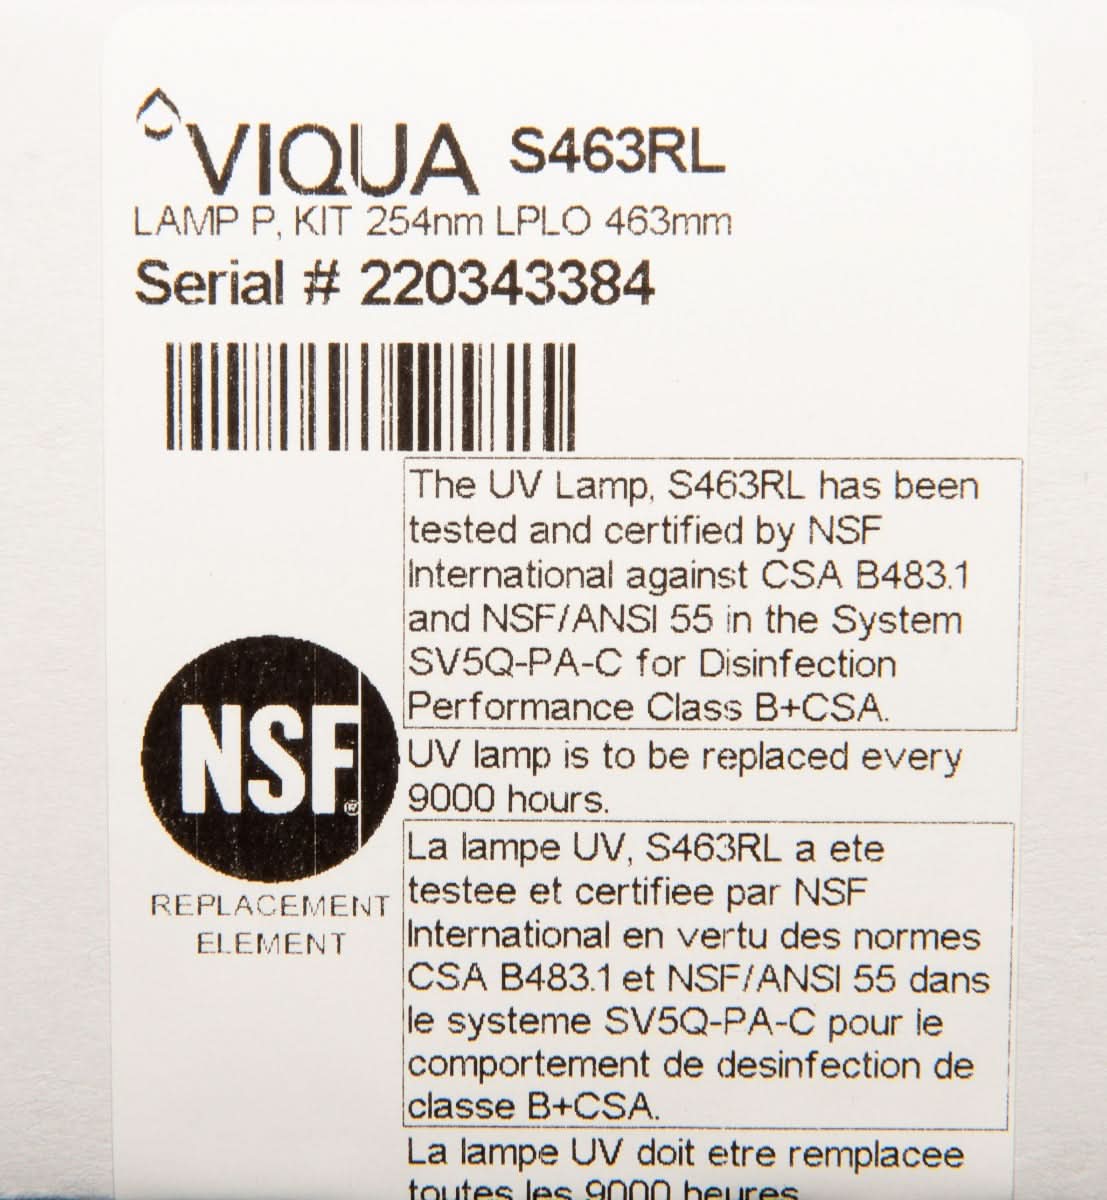 VIQUA S463RL
LAMP P, KIT 254nm LPLO 463mm
Serial # 220343384
The UV Lamp, S463RL has been
tested and certified by NSF
International against CSA B483.1
and NSF/ANSI 55 in the System
SV5Q-PA-C for Disinfection
Performance Class B+CSA.
UV lamp is to be replaced every
9000 hours.
NSF®
REPLACEMENT
ELEMENT
La lampe UV, S463RL a ete
testee et certifiee par NSF
International en vertu des normes
CSA B483.1 et NSF/ANSI 55 dans
le systeme SV5Q-PA-C pour le
comportement de desinfection de
classe B+CSA.
La lampe UV doit etre remplacee
toutes les 9000 heures